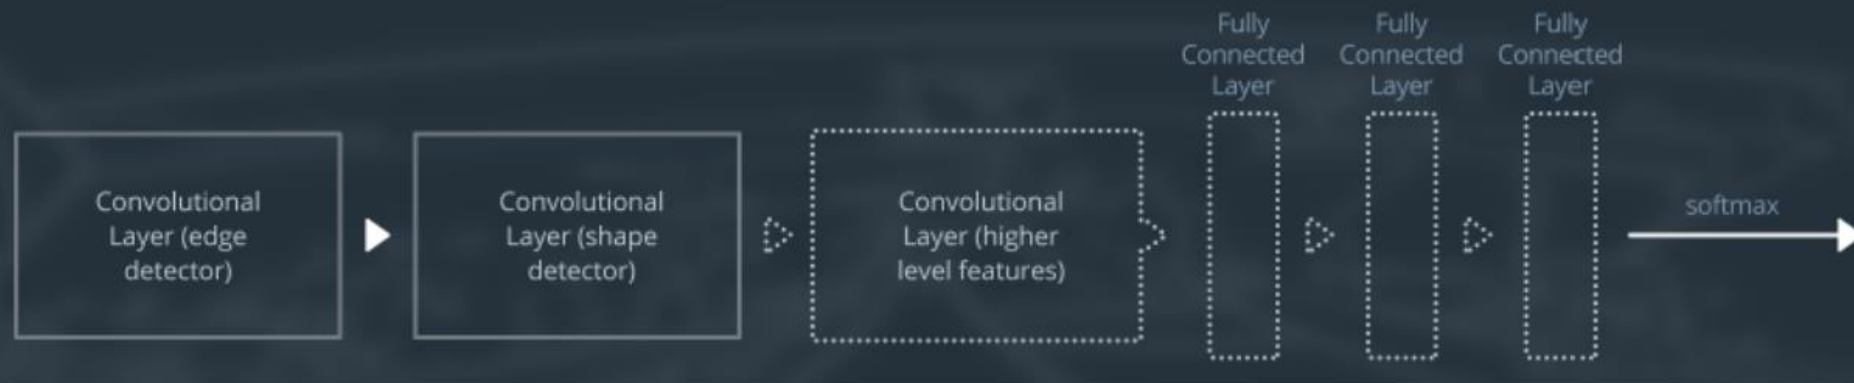 Convolutional
Layer (edge
detector)
Convolutional
Layer (shape
detector)
Convolutional
Layer (higher
level features)
Fully
Connected
Layer
Fully
Connected
Layer
Fully
Connected
Layer
softmax